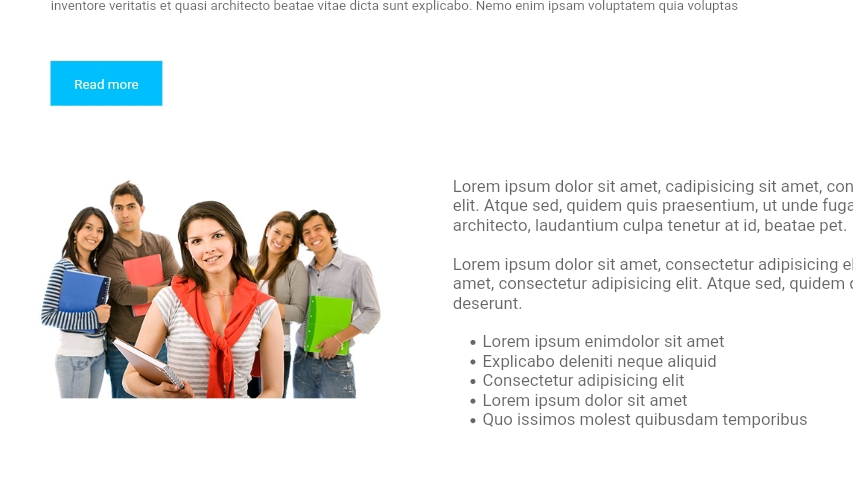 inventore veritatis et quasi architecto beatae vitae dicta sunt explicabo. Nemo enim ipsam voluptatem quia voluptas
Read more
Lorem ipsum dolor sit amet, cadipisicing sit amet, con
elit. Atque sed, quidem quis praesentium, ut unde fuga
architecto, laudantium culpa tenetur at id, beatae pet.
Lorem ipsum dolor sit amet, consectetur adipisicing el
amet, consectetur adipisicing elit. Atque sed, quidem
deserunt.
Lorem ipsum enimdolor sit amet
Explicabo deleniti neque aliquid
Consectetur adipisicing elit
Lorem ipsum dolor sit amet
Quo issimos molest quibusdam temporibus